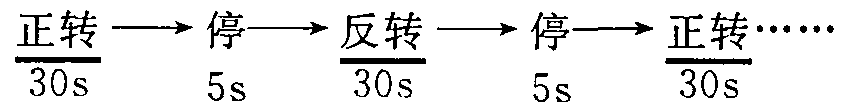 正转 → 停 → 反转 → 停 → 正转……
30s 5s 30s 5s 30s